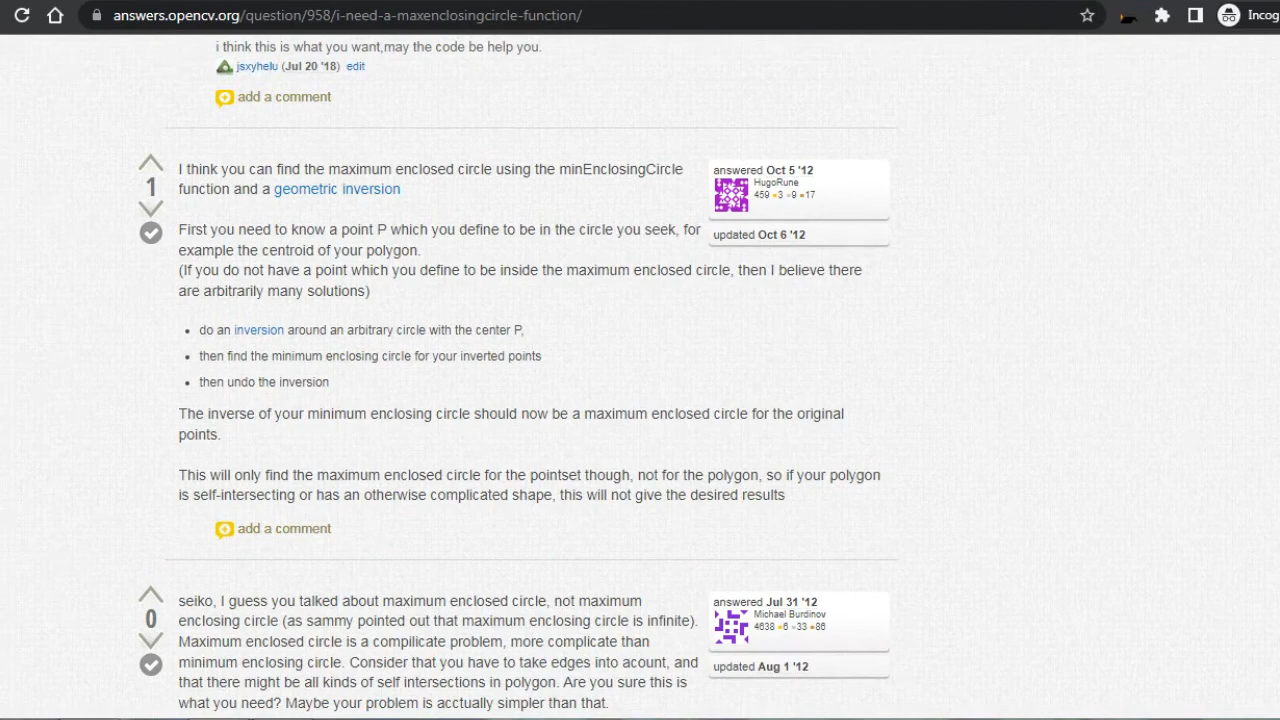 answers.opencv.org/question/958/i-need-a-maxenclosingcircle-function/
Incog
i think this is what you want,may the code be help you.
jsxyhelu (Jul 20 '18) edit
add a comment
I think you can find the maximum enclosed circle using the minEnclosingCircle
function and a geometric inversion
1
answered Oct 5 '12
HugoRune
459 3 9 17
updated Oct 6 '12
First you need to know a point P which you define to be in the circle you seek, for
example the centroid of your polygon.
(If you do not have a point which you define to be inside the maximum enclosed circle, then I believe there
are arbitrarily many solutions)
• do an inversion around an arbitrary circle with the center P,
• then find the minimum enclosing circle for your inverted points
• then undo the inversion
The inverse of your minimum enclosing circle should now be a maximum enclosed circle for the original
points.
This will only find the maximum enclosed circle for the pointset though, not for the polygon, so if your polygon
is self-intersecting or has an otherwise complicated shape, this will not give the desired results
add a comment
0
seiko, I guess you talked about maximum enclosed circle, not maximum
enclosing circle (as sammy pointed out that maximum enclosing circle is infinite).
Maximum enclosed circle is a compilicate problem, more complicate than
minimum enclosing circle. Consider that you have to take edges into acount, and
that there might be all kinds of self intersections in polygon. Are you sure this is
what you need? Maybe your problem is acctually simpler than that.
answered Jul 31 '12
Michael Burdinov
4638 6 33 86
updated Aug 1 '12